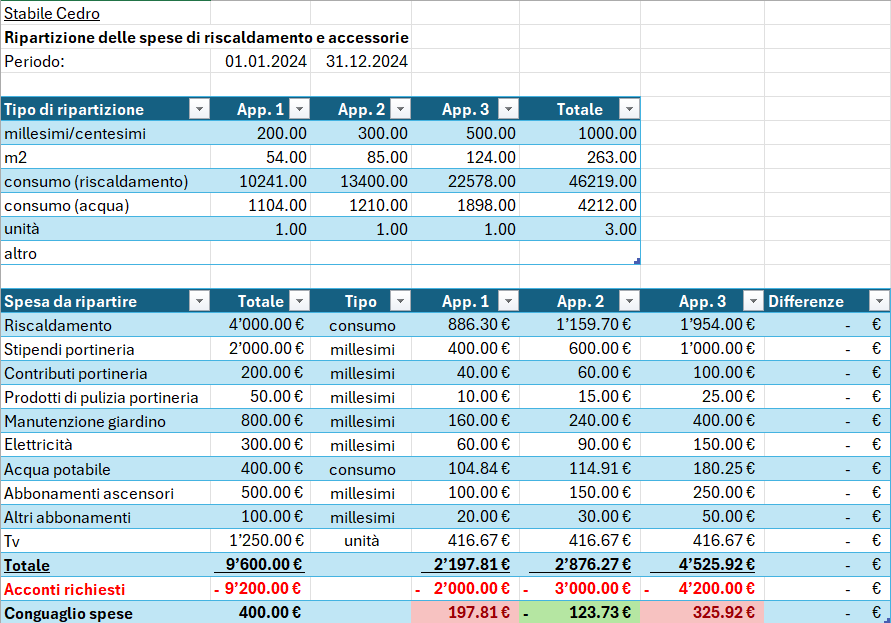 Stabile Cedro
Ripartizione delle spese di riscaldamento e accessorie
Periodo: 01.01.2024 31.12.2024
Tipo di ripartizione App. 1 App. 2 App. 3 Totale
millesimi/centesimi 200.00 300.00 500.00 1000.00
m2 54.00 85.00 124.00 263.00
consumo (riscaldamento) 10241.00 13400.00 22578.00 46219.00
consumo (acqua) 1104.00 1210.00 1898.00 4212.00
unità 1.00 1.00 1.00 3.00
altro
Spesa da ripartire Totale Tipo App. 1 App. 2 App. 3 Differenze
Riscaldamento 4’000.00 € consumo 886.30 € 1’159.70 € 1’954.00 € - €
Stipendi portineria 2’000.00 € millesimi 400.00 € 600.00 € 1’000.00 € - €
Contributi portineria 200.00 € millesimi 40.00 € 60.00 € 100.00 € - €
Prodotti di pulizia portineria 50.00 € millesimi 10.00 € 15.00 € 25.00 € - €
Manutenzione giardino 800.00 € millesimi 160.00 € 240.00 € 400.00 € - €
Elettricità 300.00 € millesimi 60.00 € 90.00 € 150.00 € - €
Acqua potabile 400.00 € consumo 104.84 € 114.91 € 180.25 € - €
Abbonamenti ascensori 500.00 € millesimi 100.00 € 150.00 € 250.00 € - €
Altri abbonamenti 100.00 € millesimi 20.00 € 30.00 € 50.00 € - €
Tv 1’250.00 € unità 416.67 € 416.67 € 416.67 € - €
Totale 9’600.00 € 2’197.81 € 2’876.27 € 4’525.92 € - €
Acconti richiesti - 9’200.00 € - 2’000.00 € - 3’000.00 € - 4’200.00 € - €
Conguaglio spese 400.00 € 197.81 € - 123.73 € 325.92 € - €